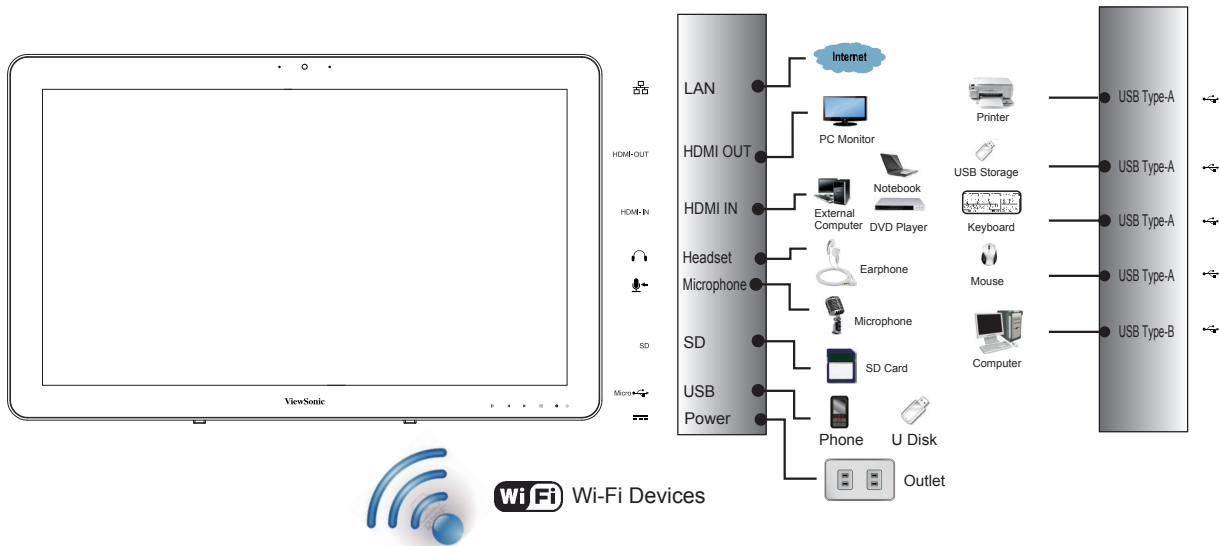 ViewSonic
HDMI-OUT
HDMI-IN
SD
Micro
LAN
HDMI OUT
HDMI IN
Headset
Microphone
SD
USB
Power
Internet
PC Monitor
Notebook
External
Computer
DVD Player
Earphone
Microphone
SD Card
Phone
U Disk
Outlet
Printer
USB Storage
Keyboard
Mouse
Computer
USB Type-A
USB Type-A
USB Type-A
USB Type-A
USB Type-B
Wi Fi Wi-Fi Devices